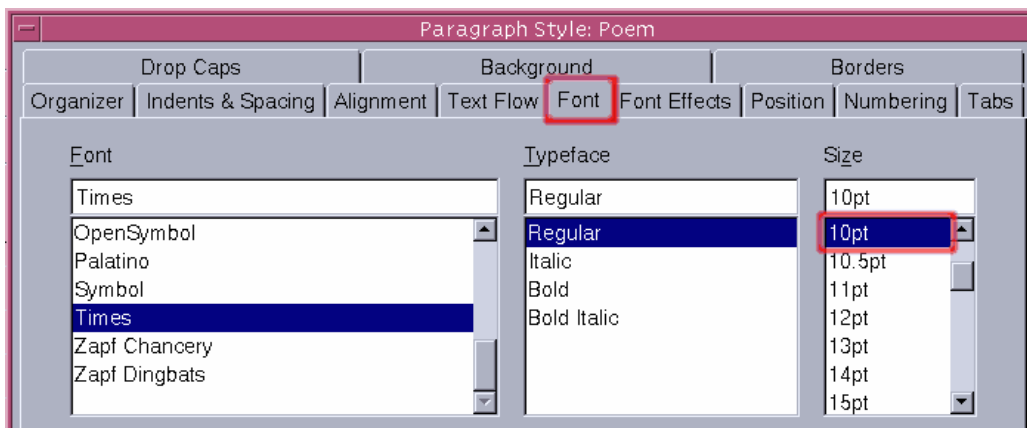 Paragraph Style: Poem
Drop Caps Background Borders
Organizer Indents & Spacing Alignment Text Flow Font Font Effects Position Numbering Tabs
Font Typeface Size
Times Regular 10pt
OpenSymbol Regular 10pt
Palatino Italic 10.5pt
Symbol Bold 11pt
Times Bold Italic 12pt
Zapf Chancery 13pt
Zapf Dingbats 14pt
15pt